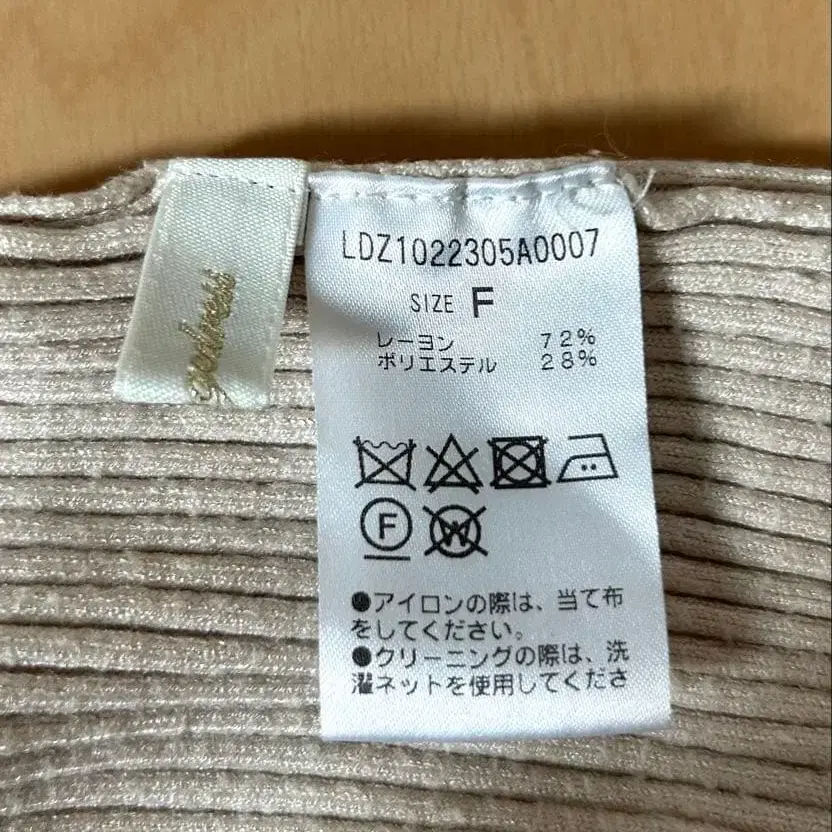 LDZ1022305A0007
SIZE F
レーヨン 72%
ポリエステル 28%
F W
●アイロンの際は、当て布
をしてください。
●クリーニングの際は、洗
濯ネットを使用してくださ